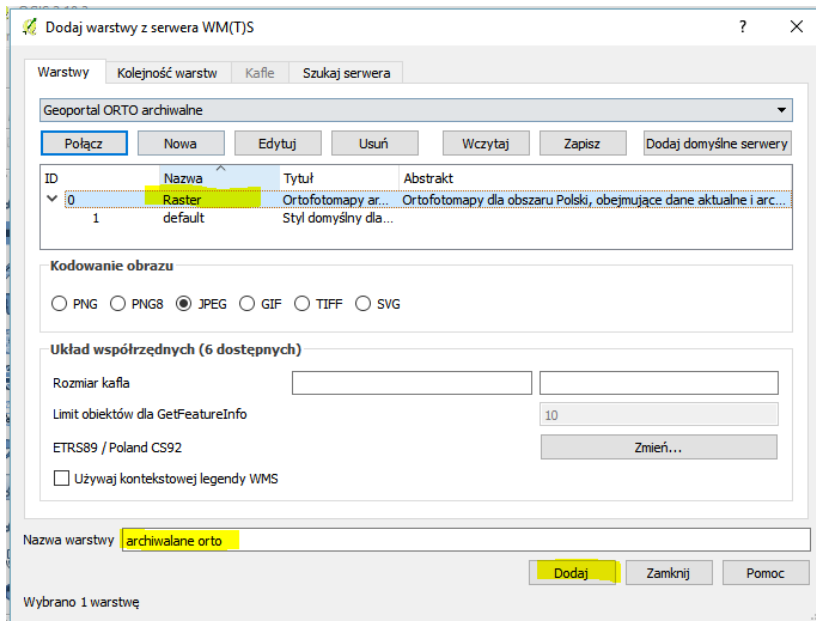 Dodaj warstwy z serwera WM(T)S
Warstwy Kolejność warstw Kafle Szukaj serwera
Geoportal ORTO archiwalne
Połącz Nowa Edytuj Usuń Wczytaj Zapisz Dodaj domyślne serwery
ID Nazwa Tytuł Abstrakt
0 Raster Ortofotomapy ar... Ortofotomapy dla obszaru Polski, obejmujące dane aktualne i arc...
1 default Styl domyślny dla...
Kodowanie obrazu
PNG PNG8 JPEG GIF TIFF SVG
Układ współrzędnych (6 dostępnych)
Rozmiar kafla
Limit obiektów dla GetFeatureInfo 10
ETRS89 / Poland CS92 Zmień...
Używaj kontekstowej legendy WMS
Nazwa warstwy archiwalane orto
Dodaj Zamknij Pomoc
Wybrano 1 warstwę